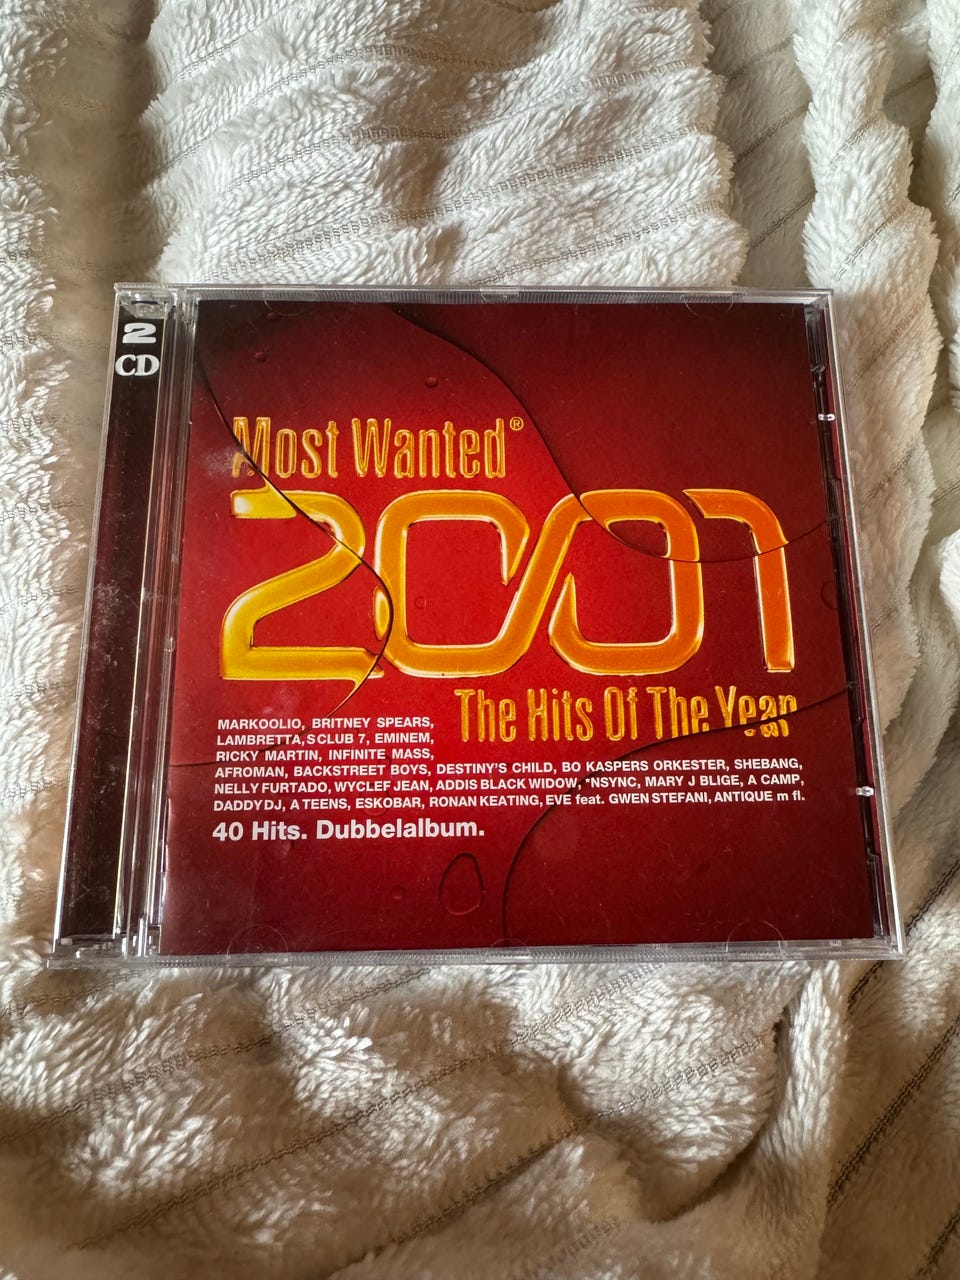 2
CD
Most Wanted®
2001
The Hits Of The Year
MARKOOLIO, BRITNEY SPEARS,
LAMBRETTA, S CLUB 7, EMINEM,
RICKY MARTIN, INFINITE MASS,
AFROMAN, BACKSTREET BOYS, DESTINY'S CHILD, BO KASPERS ORKESTER, SHEBANG,
NELLY FURTADO, WYCLEF JEAN, ADDIS BLACK WIDOW, *NSYNC, MARY J BLIGE, A CAMP,
DADDY DJ, A TEENS, ESKOBAR, RONAN KEATING, EVE feat. GWEN STEFANI, ANTIQUE m fl.
40 Hits. Dubbelalbum.